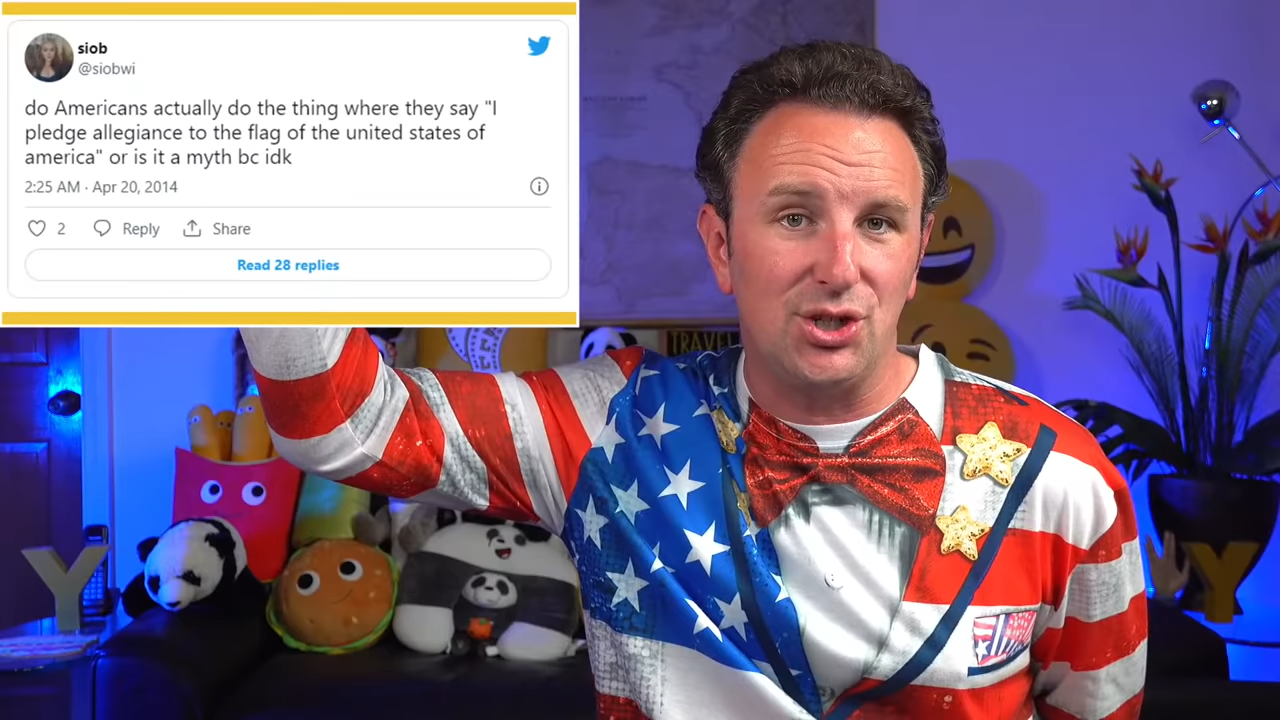 siob
@siobwi
do Americans actually do the thing where they say "I
pledge allegiance to the flag of the united states of
america" or is it a myth bc idk
2:25 AM · Apr 20, 2014
2 Reply Share
Read 28 replies
TRAVEL
Y
Y